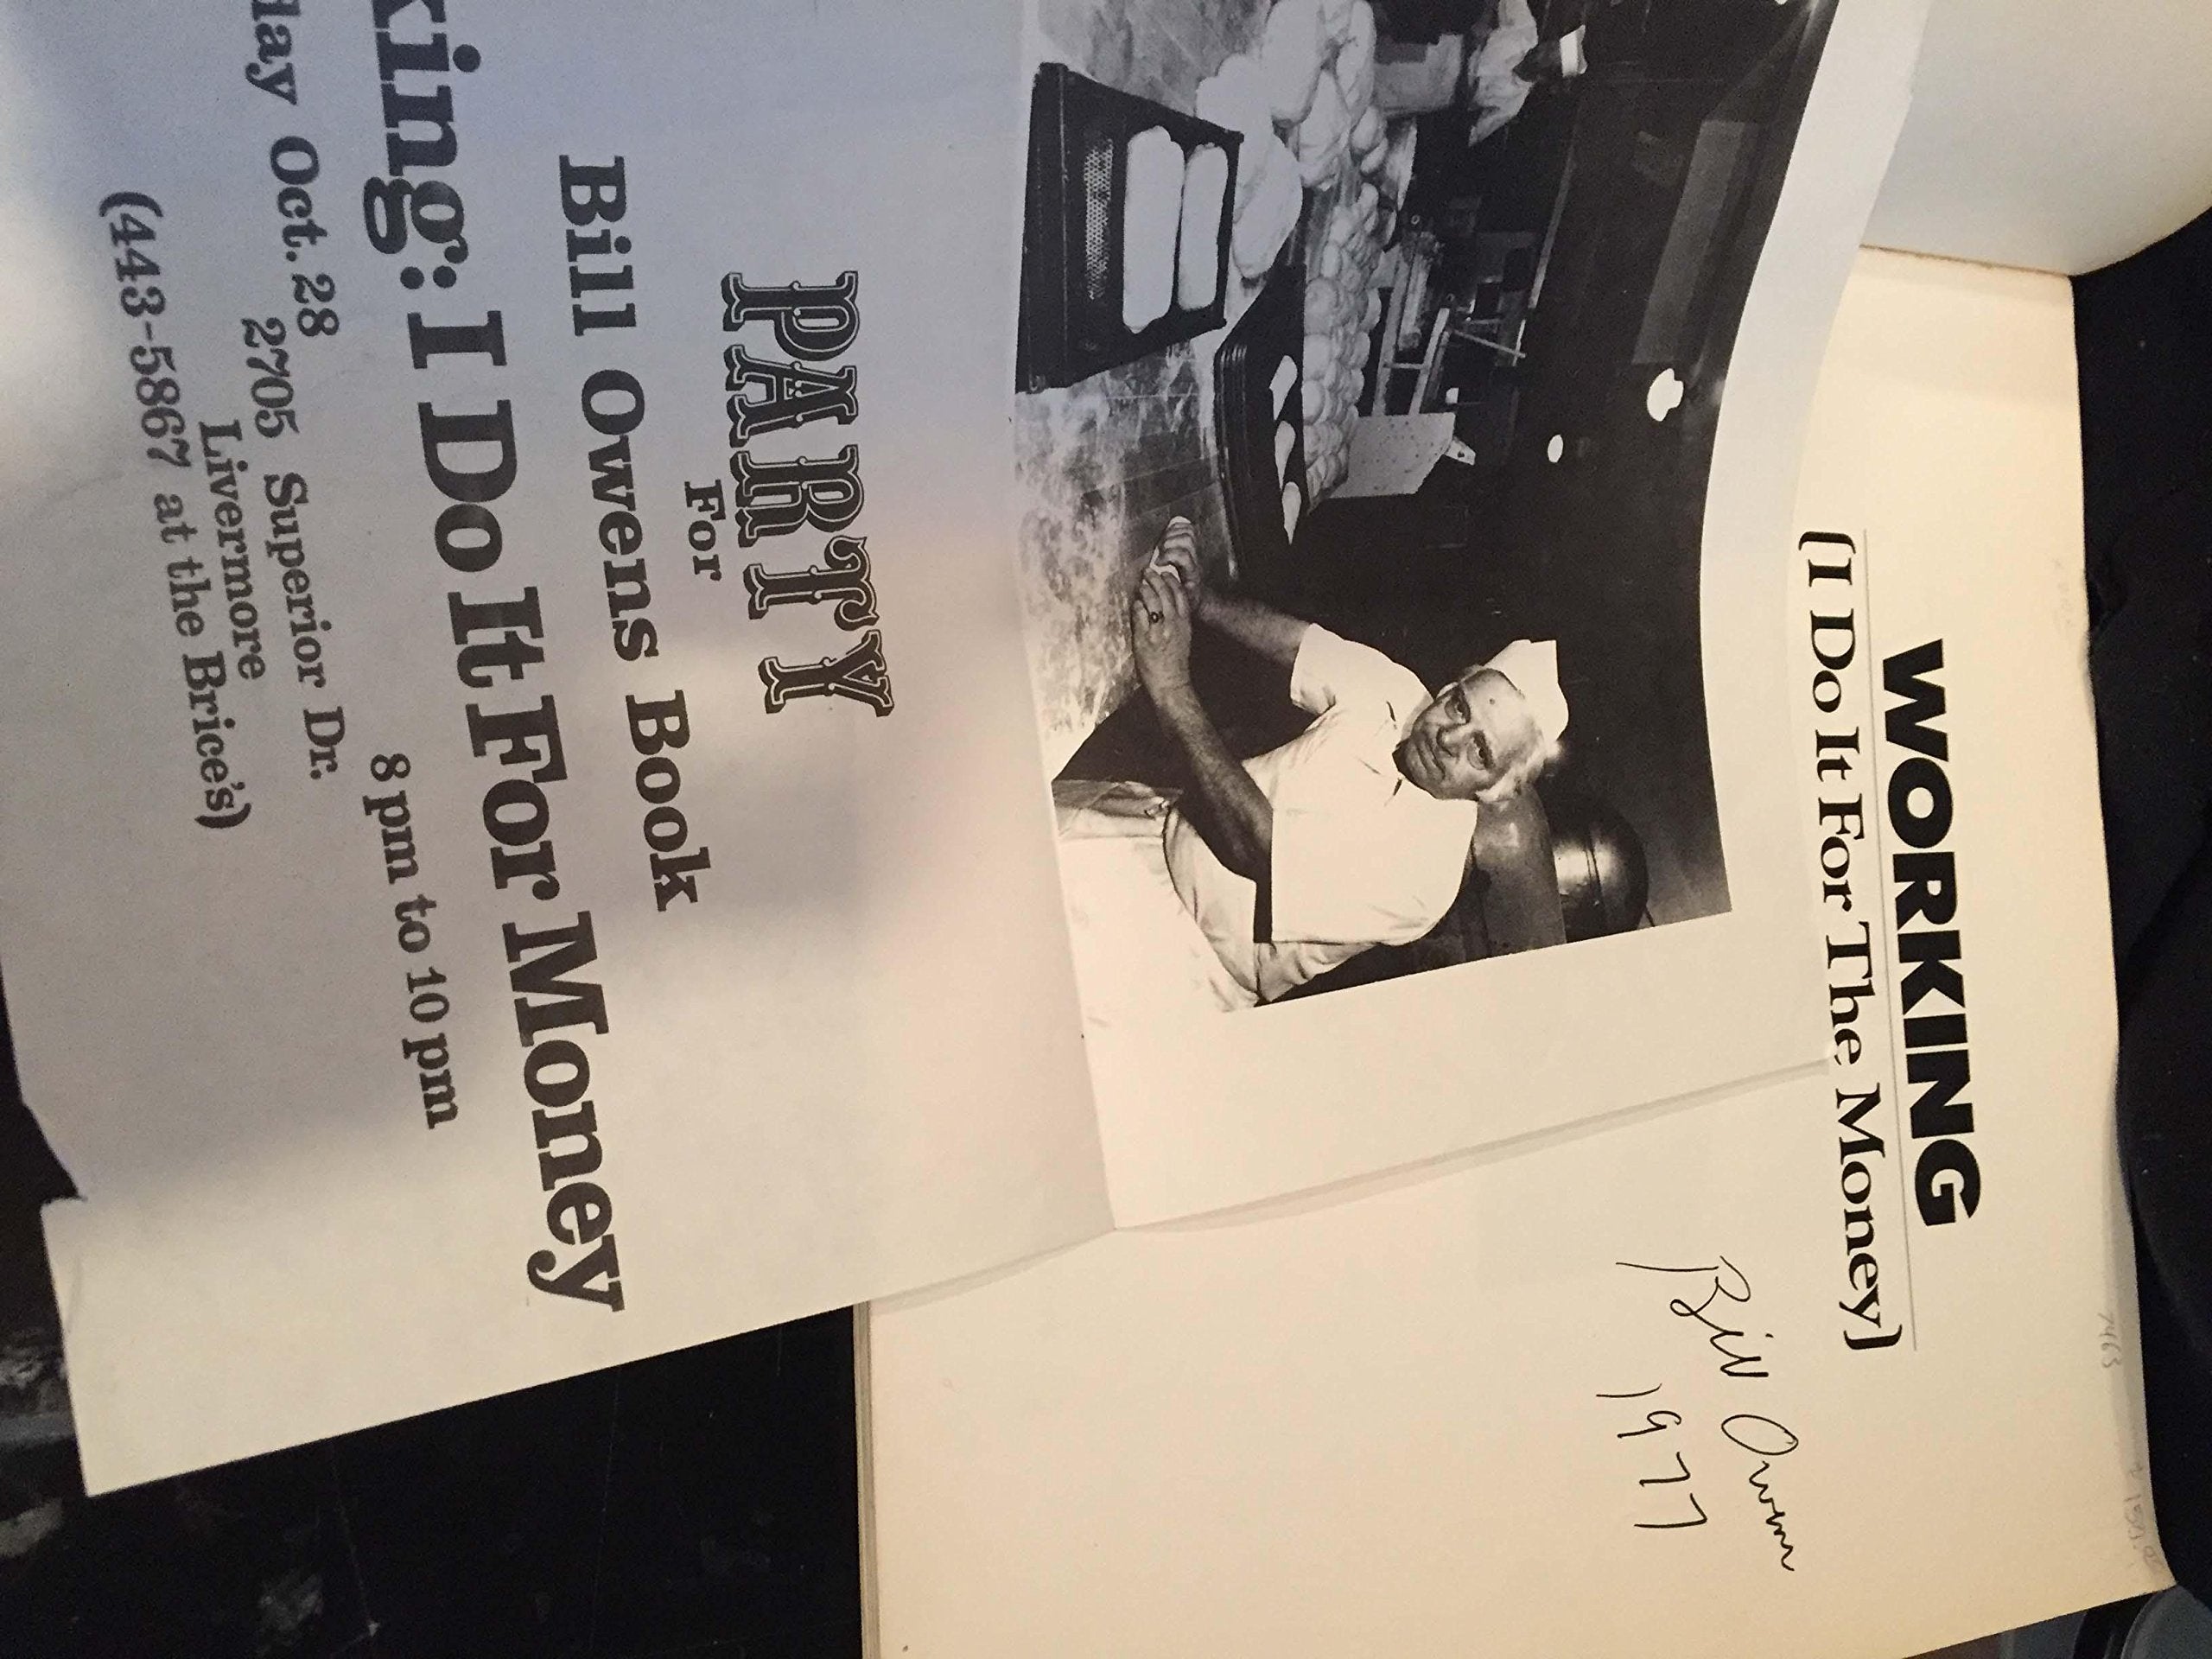 WORKING
[I Do It For The Money]
7463
Bill Owens
1977
PARTY
For
Bill Owens Book
king: I Do It For Money
day Oct. 28 8 pm to 10 pm
2705 Superior Dr.
Livermore
(443-5867 at the Brice's)